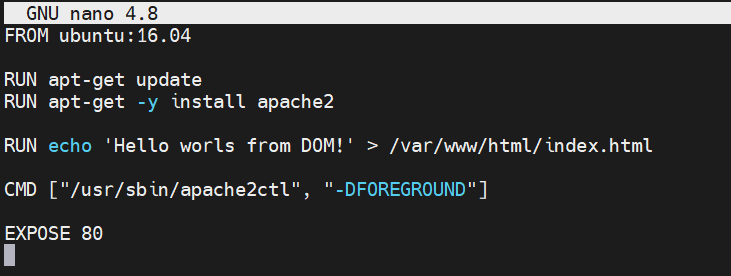 GNU nano 4.8
FROM ubuntu:16.04
RUN apt-get update
RUN apt-get -y install apache2
RUN echo 'Hello worls from DOM!' > /var/www/html/index.html
CMD ["/usr/sbin/apache2ctl", "-DFOREGROUND"]
EXPOSE 80